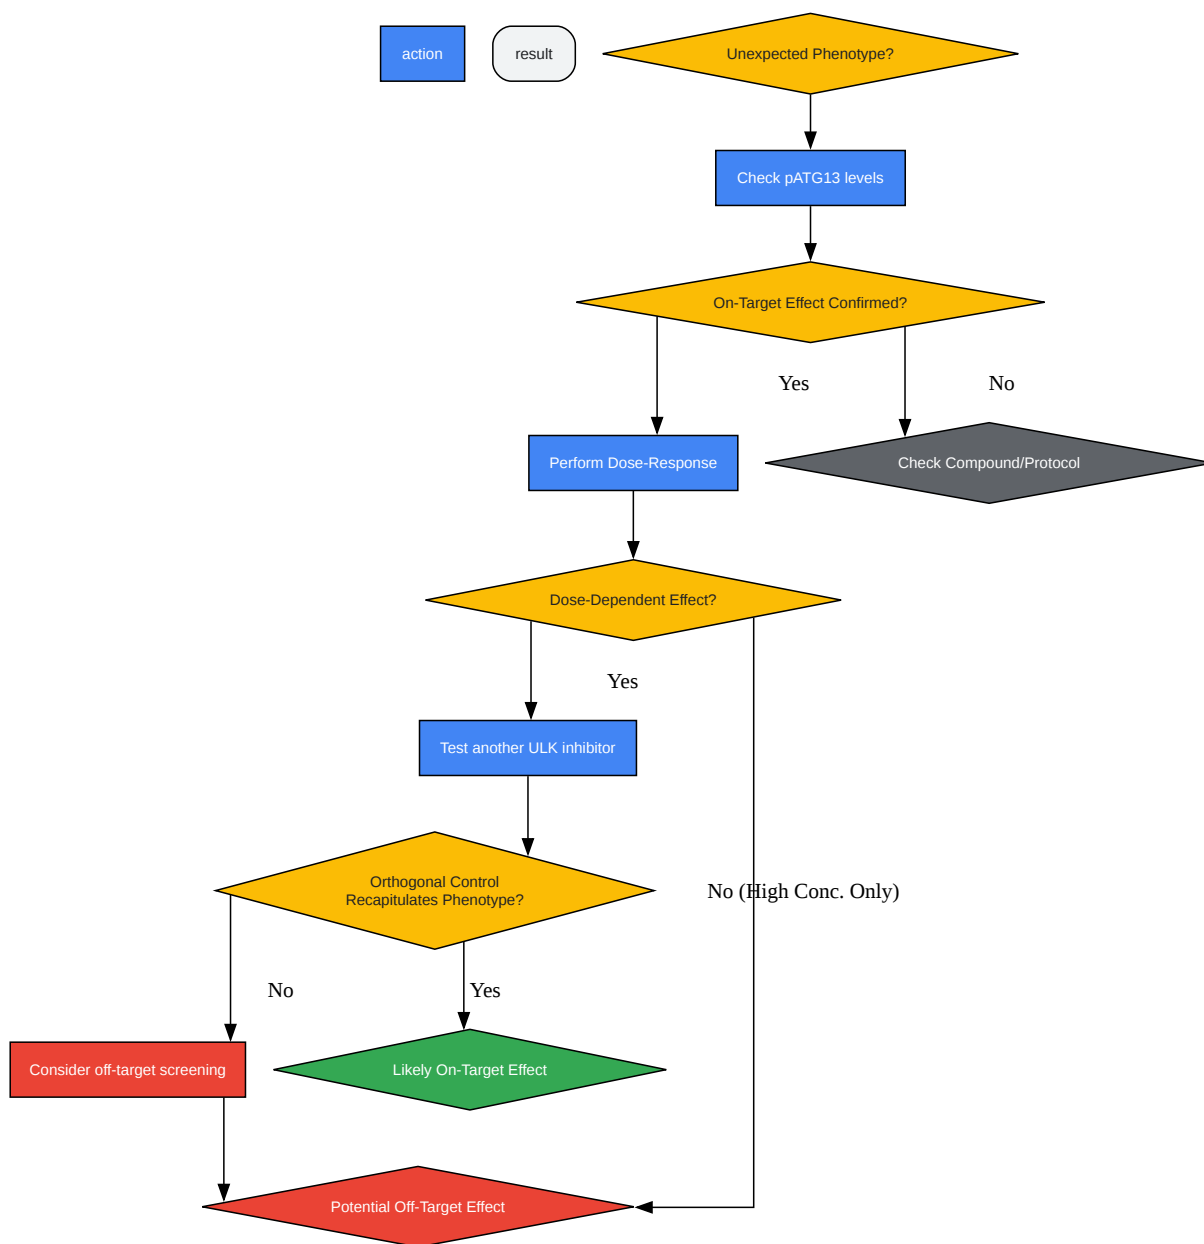 action
result
Unexpected Phenotype?
Check pATG13 levels
On-Target Effect Confirmed?
Yes
No
Perform Dose-Response
Check Compound/Protocol
Dose-Dependent Effect?
Yes
Test another ULK inhibitor
Orthogonal Control
Recapitulates Phenotype?
No (High Conc. Only)
No
Yes
Consider off-target screening
Likely On-Target Effect
Potential Off-Target Effect